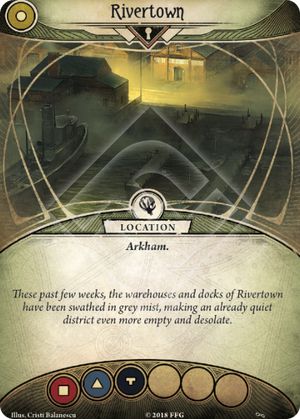 Rivertown
LOCATION
Arkham.
These past few weeks, the warehouses and docks of Rivertown
have been swathed in grey mist, making an already quiet
district even more empty and desolate.
Illus. Cristi Balanescu
© 2018 FFG